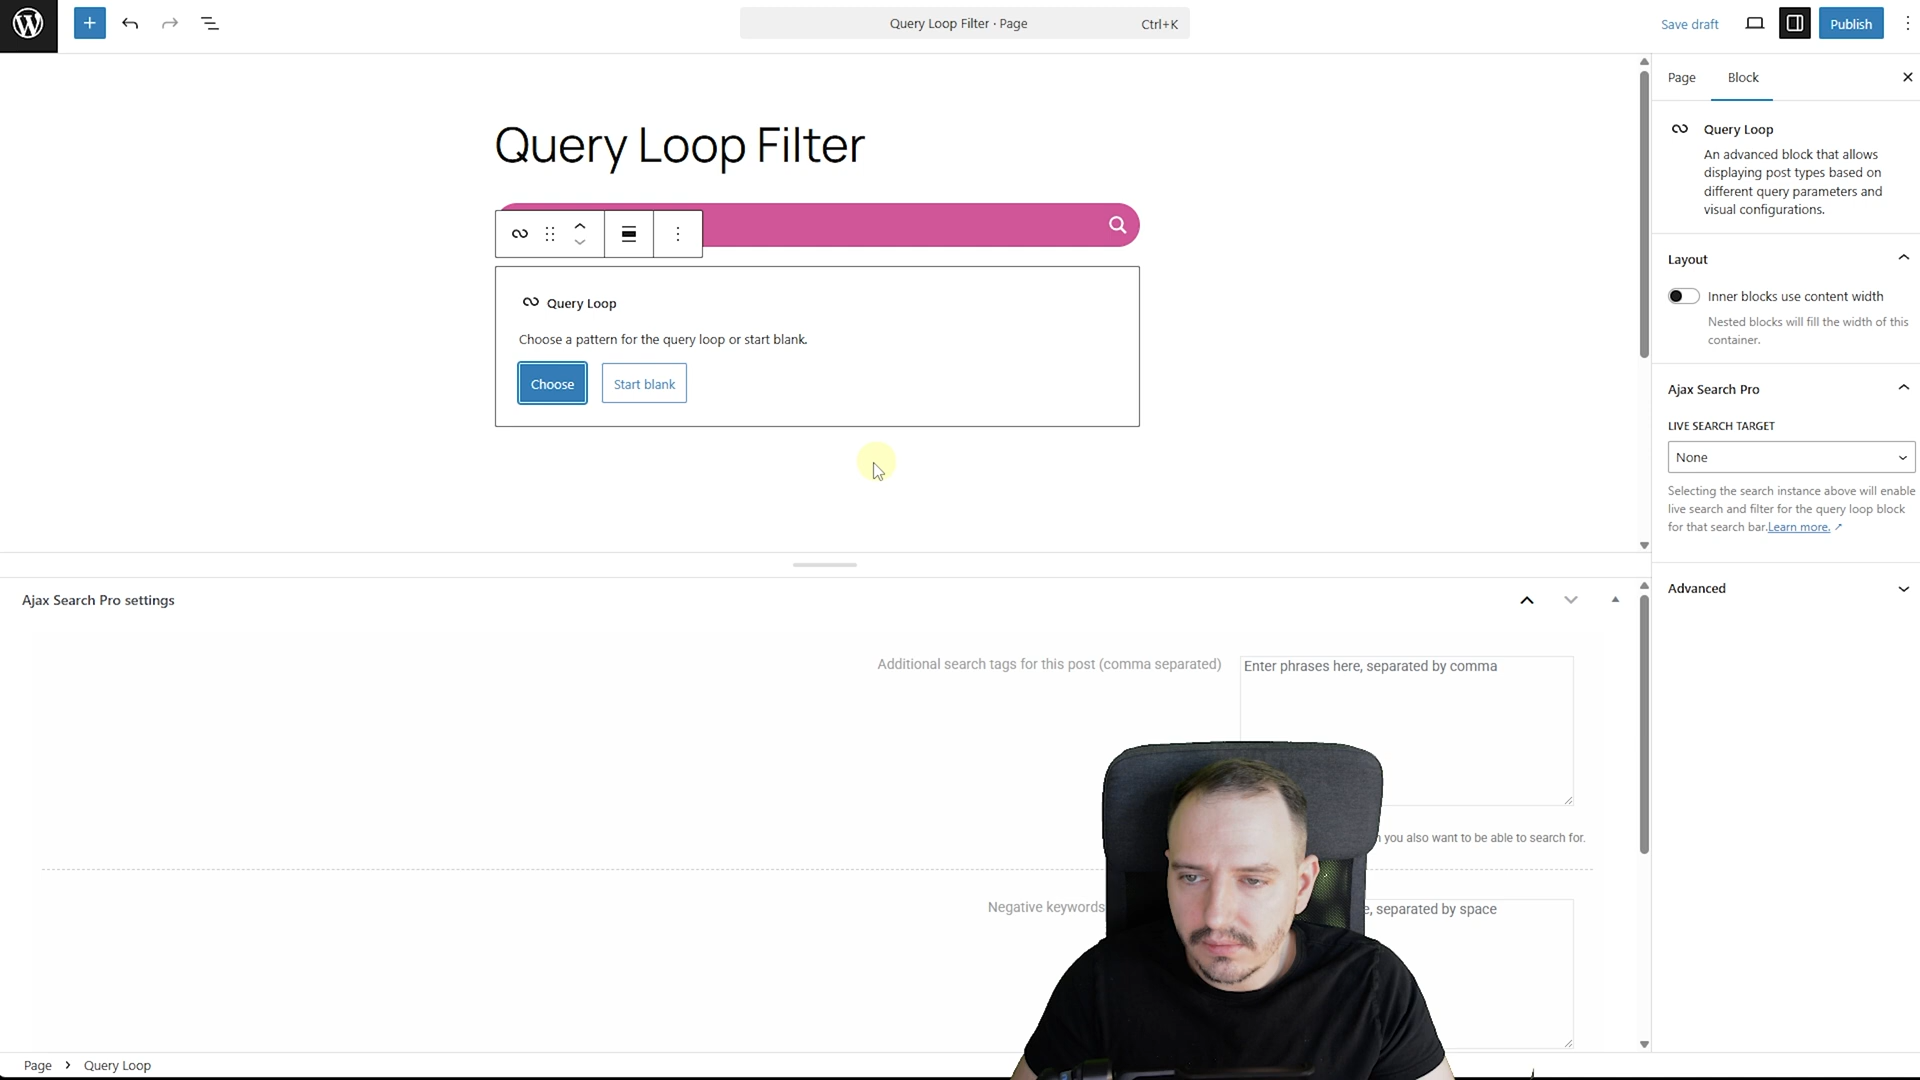 Query Loop Filter · Page
Ctrl+K
Save draft
Publish
Query Loop Filter
Query Loop
Choose a pattern for the query loop or start blank.
Choose
Start blank
Page
Block
Query Loop
An advanced block that allows
displaying post types based on
different query parameters and
visual configurations.
Layout
Inner blocks use content width
Nested blocks will fill the width of this
container.
Ajax Search Pro
LIVE SEARCH TARGET
None
Selecting the search instance above will enable
live search and filter for the query loop block
for that search bar.Learn more.
Advanced
Ajax Search Pro settings
Additional search tags for this post (comma separated)
Enter phrases here, separated by comma
you also want to be able to search for.
Negative keywords
, separated by space
Page
Query Loop